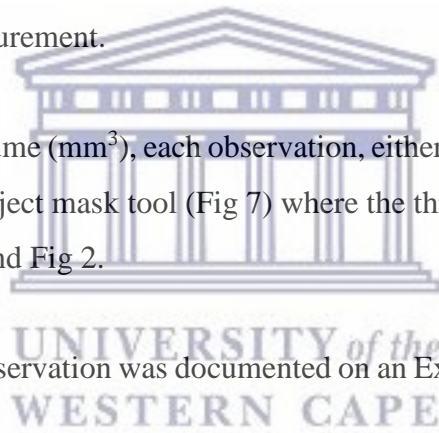 urement.
ume (mm³), each observation, either
ject mask tool (Fig 7) where the th
nd Fig 2.
UNIVERSITY of the
servation was documented on an Ex
WESTERN CAPE